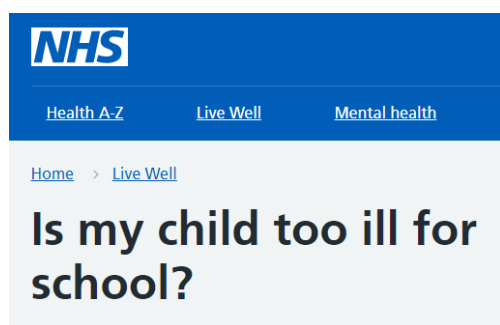 NHS
Health A-Z Live Well Mental health
Home > Live Well
Is my child too ill for
school?